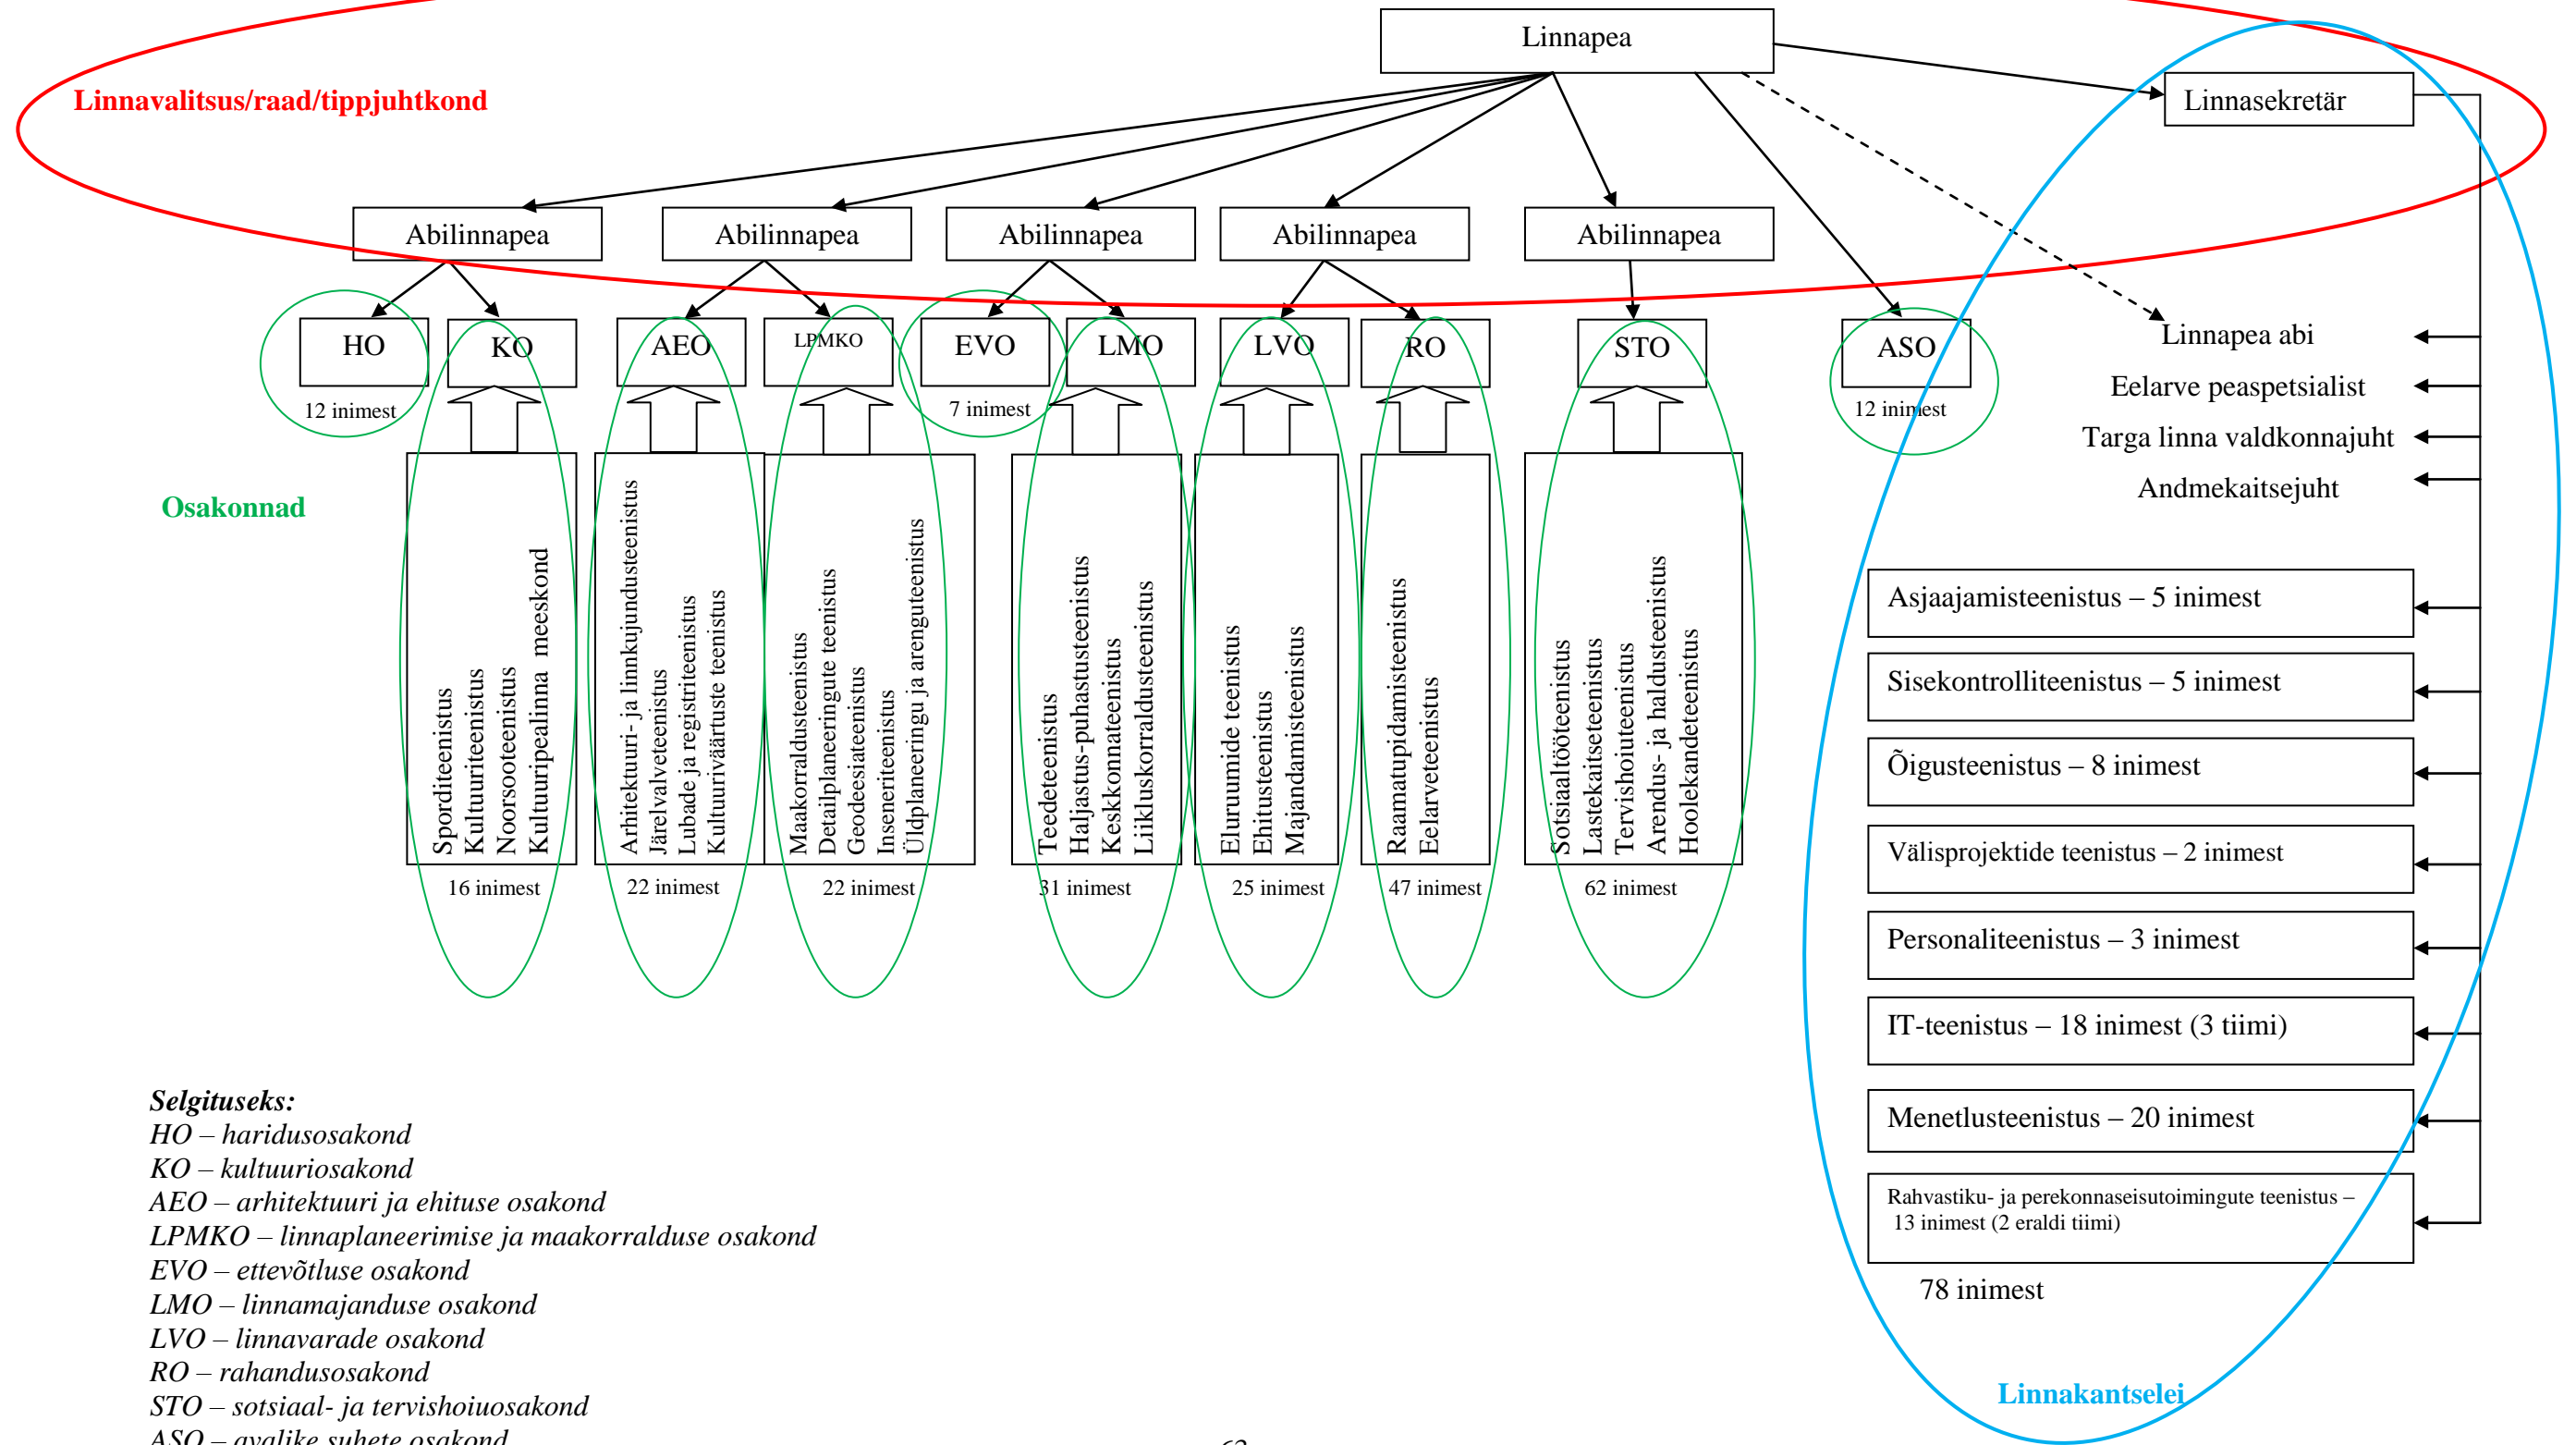 Linnapea
Linnavalitsus/raad/tippjuhtkond
Linnasekretär
Abilinnapea
Abilinnapea
Abilinnapea
Abilinnapea
Abilinnapea
HO
KO
AEO
LPMKO
EVO
LMO
LVO
RO
STO
ASO
12 inimest
7 inimest
12 inimest
Linnapea abi
Eelarve peaspetsialist
Targa linna valdkonnajuht
Andmekaitsejuht
Osakonnad
Sporditeenistus
Kultuuriteenistus
Noorsooteenistus
Kultuuripealinna meeskond
Arhitektuuri- ja linnkujundusteenistus
Järelvalveteenistus
Lubade ja registriteenistus
Kultuuriväärtuste teenistus
Maakorraldusteenistus
Detailplaneeringute teenistus
Geodeesiateenistus
Inseneriteenistus
Üldplaneeringu ja arenguteenistus
Teedeteenistus
Haljastus-puhastusteenistus
Keskkonnateenistus
Liikluskorraldusteenistus
Eluruumide teenistus
Ehitusteenistus
Majandamisteenistus
Raamatupidamisteenistus
Eelarveteenistus
Sotsiaaltööteenistus
Lastekaitseteenistus
Tervishoiuteenistus
Arendus- ja haldusteenistus
Hoolekandeteenistus
16 inimest
22 inimest
22 inimest
31 inimest
25 inimest
47 inimest
62 inimest
Asjaajamisteenistus – 5 inimest
Sisekontrolliteenistus – 5 inimest
Õigusteenistus – 8 inimest
Välisprojektide teenistus – 2 inimest
Personaliteenistus – 3 inimest
IT-teenistus – 18 inimest (3 tiimi)
Menetlusteenistus – 20 inimest
Rahvastiku- ja perekonnaseisutoimingute teenistus –
13 inimest (2 eraldi tiimi)
78 inimest
Linnakantselei
Selgituseks:
HO – haridusosakond
KO – kultuuriosakond
AEO – arhitektuuri ja ehituse osakond
LPMKO – linnaplaneerimise ja maakorralduse osakond
EVO – ettevõtluse osakond
LMO – linnamajanduse osakond
LVO – linnavarade osakond
RO – rahandusosakond
STO – sotsiaal- ja tervishoiuosakond
ASO – avalike suhete osakond